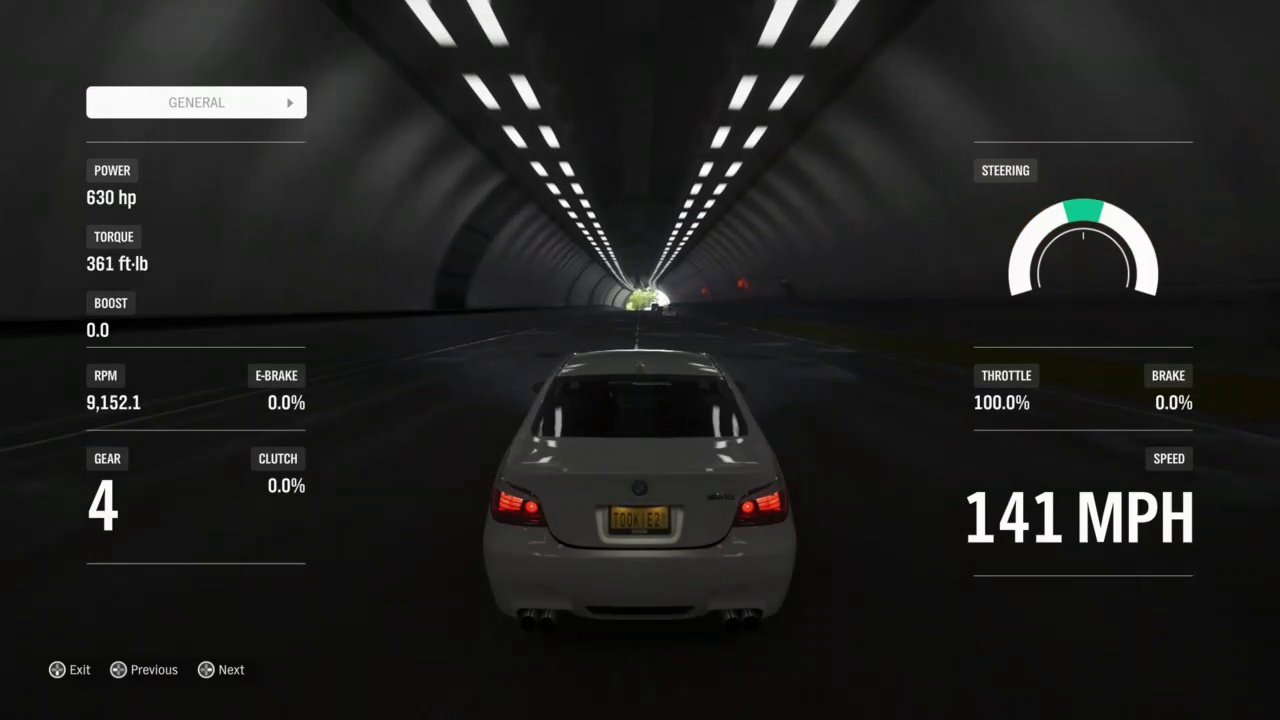 GENERAL
POWER
630 hp
TORQUE
361 ft·lb
BOOST
0.0
RPM
E-BRAKE
9,152.1
0.0%
GEAR
CLUTCH
4
0.0%
STEERING
THROTTLE
BRAKE
100.0%
0.0%
SPEED
141 MPH
TOOKIE2!
Exit
Previous
Next